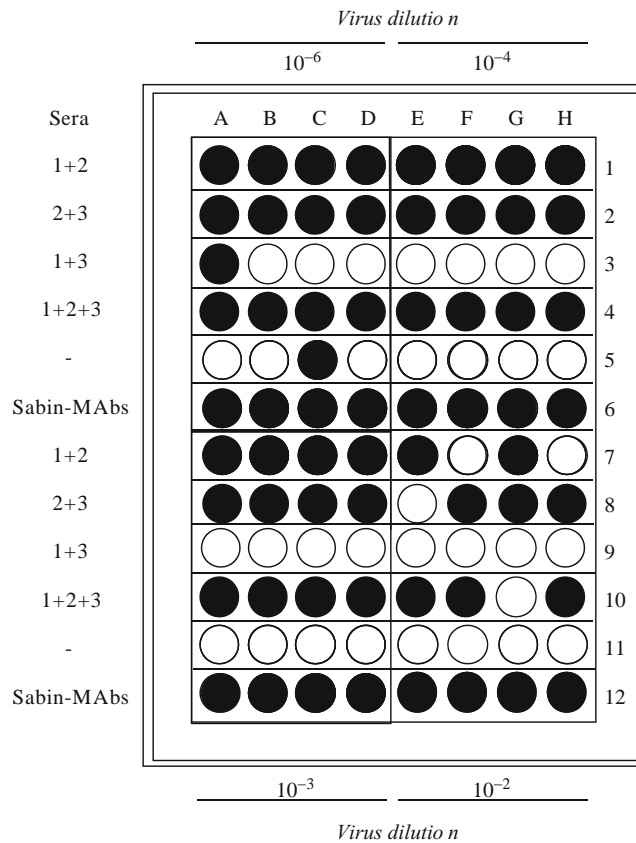 Virus dilutio n
10⁻⁶ 10⁻⁴
Sera A B C D E F G H
1+2 1
2+3 2
1+3 3
1+2+3 4
- 5
Sabin-MAbs 6
1+2 7
2+3 8
1+3 9
1+2+3 10
- 11
Sabin-MAbs 12
10⁻³ 10⁻²
Virus dilutio n